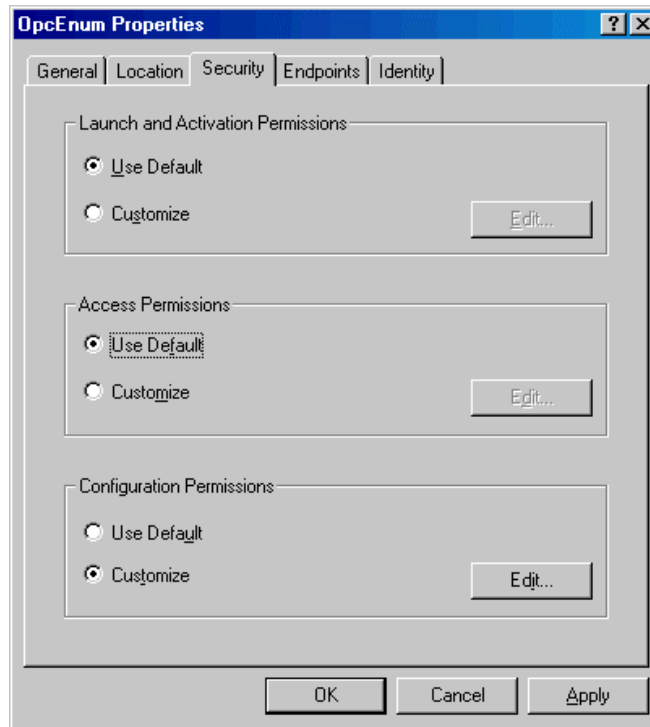 OpcEnum Properties
General Location Security Endpoints Identity
Launch and Activation Permissions
Use Default
Customize
Edit...
Access Permissions
Use Default
Customize
Edit...
Configuration Permissions
Use Default
Customize
Edit...
OK Cancel Apply